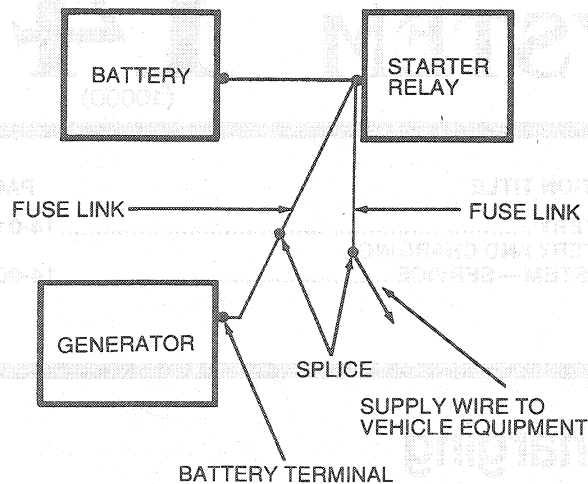 BATTERY
STARTER
RELAY
FUSE LINK
FUSE LINK
GENERATOR
SPLICE
SUPPLY WIRE TO
VEHICLE EQUIPMENT
BATTERY TERMINAL